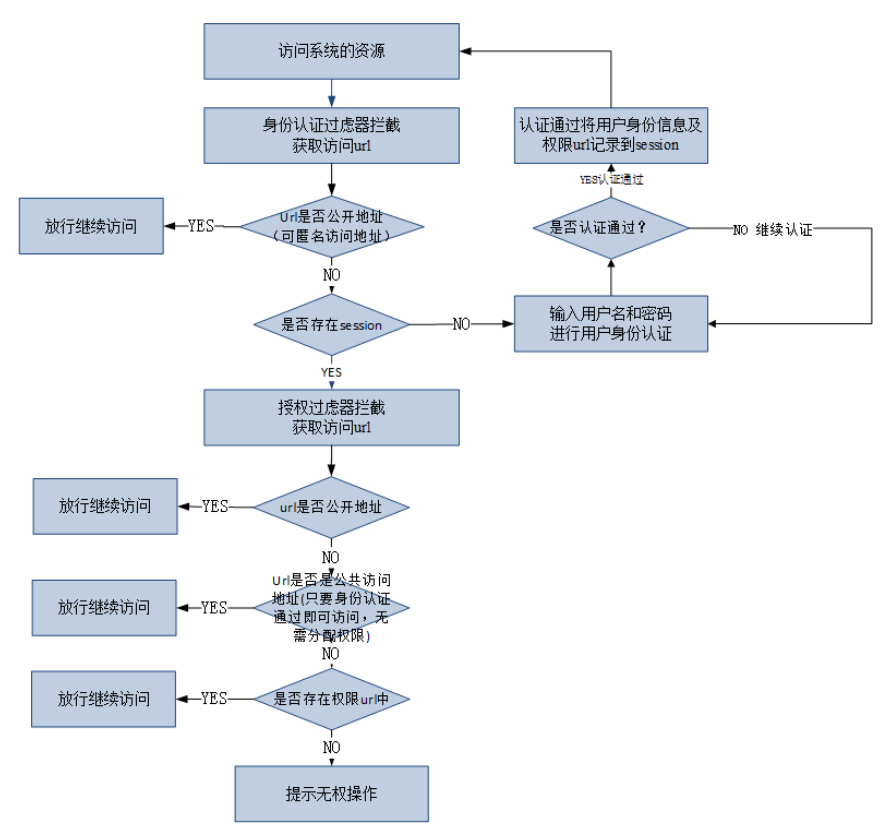 访问系统的资源
身份认证过虑器拦截
获取访问url
认证通过将用户身份信息及
权限url记录到session
YES认证通过
放行继续访问
YES
Url是否公开地址
（可匿名访问地址）
是否认证通过？
NO 继续认证
NO
是否存在session
NO
输入用户名和密码
进行用户身份认证
YES
授权过虑器拦截
获取访问url
放行继续访问
YES
url是否公开地址
NO
放行继续访问
YES
Url是否是公共访问
地址(只要身份认证
通过即可访问，无
需分配权限)
NO
放行继续访问
YES
是否存在权限url中
NO
提示无权操作